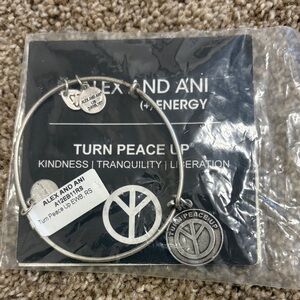 ALEX AND ANI
(+) ENERGY
TURN PEACE UP
KINDNESS | TRANQUILITY | LIBERATION
ALEX AND ANI
A12EB11RS
Turn Peace Up EWB, RS
TURN PEACE UP